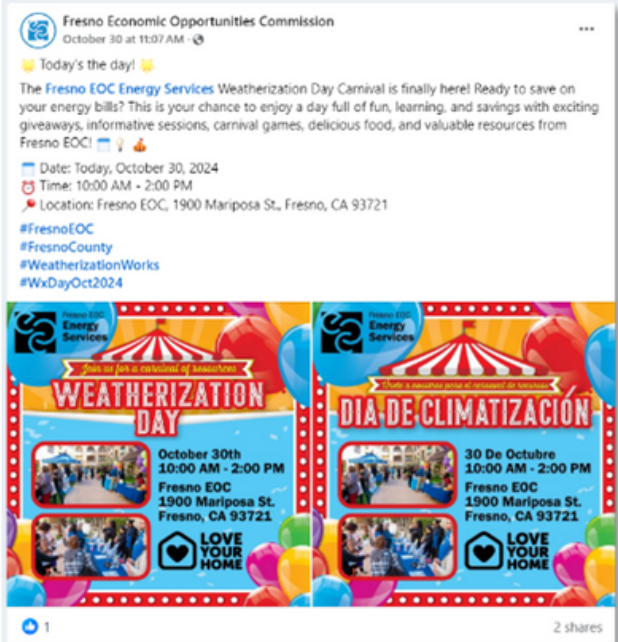 Fresno Economic Opportunities Commission
October 30 at 11:07 AM ·
Today's the day!
The Fresno EOC Energy Services Weatherization Day Carnival is finally here! Ready to save on
your energy bills? This is your chance to enjoy a day full of fun, learning, and savings with exciting
giveaways, informative sessions, carnival games, delicious food, and valuable resources from
Fresno EOC!
Date: Today, October 30, 2024
Time: 10:00 AM - 2:00 PM
Location: Fresno EOC, 1900 Mariposa St., Fresno, CA 93721
#FresnoEOC
#FresnoCounty
#WeatherizationWorks
#WxDayOct2024
Fresno EOC
Energy
Services
Join us for a carnival of resources
WEATHERIZATION
DAY
October 30th
10:00 AM - 2:00 PM
Fresno EOC
1900 Mariposa St.
Fresno, CA 93721
LOVE
YOUR
HOME
Fresno EOC
Energy
Services
Únete a nosotros para el carnaval de recursos
DIA DE CLIMATIZACIÓN
30 De Octubre
10:00 AM - 2:00 PM
Fresno EOC
1900 Mariposa St.
Fresno, CA 93721
LOVE
YOUR
HOME
1
2 shares